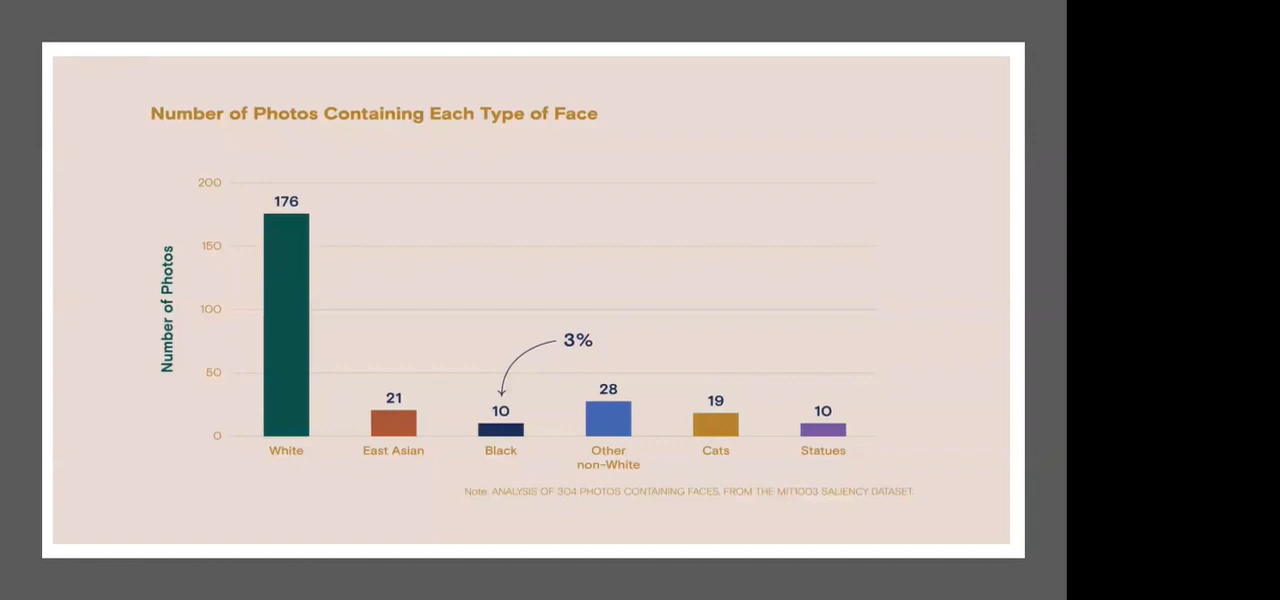 Number of Photos Containing Each Type of Face
200
150
100
50
0
Number of Photos
176
21
10
3%
28
19
10
White
East Asian
Black
Other
non-White
Cats
Statues
Note: ANALYSIS OF 304 PHOTOS CONTAINING FACES, FROM THE MIT1003 SALIENCY DATASET.